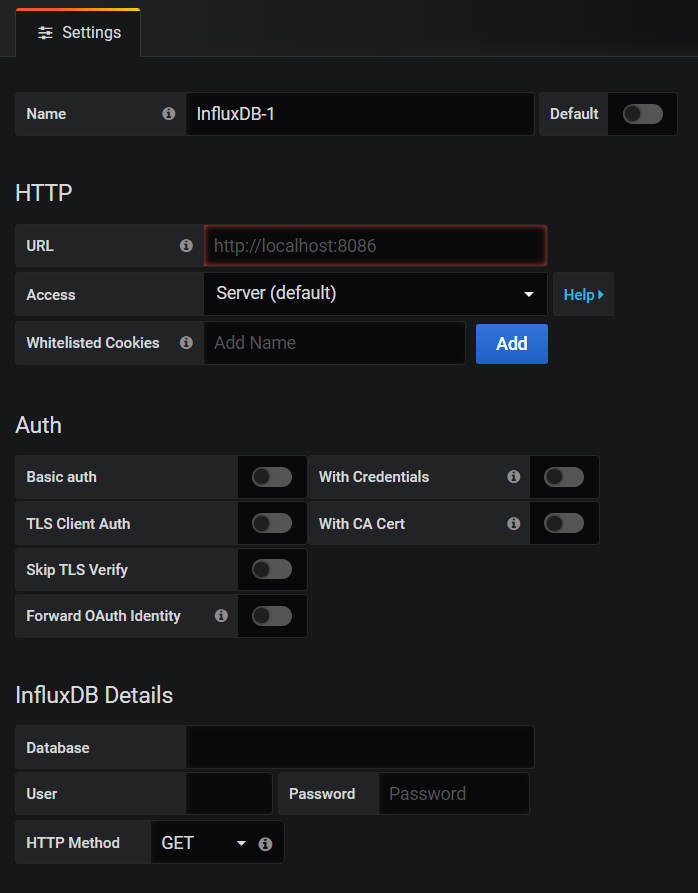 Settings
Name InfluxDB-1 Default
HTTP
URL http://localhost:8086
Access Server (default) Help
Whitelisted Cookies Add Name Add
Auth
Basic auth With Credentials
TLS Client Auth With CA Cert
Skip TLS Verify
Forward OAuth Identity
InfluxDB Details
Database
User Password Password
HTTP Method GET